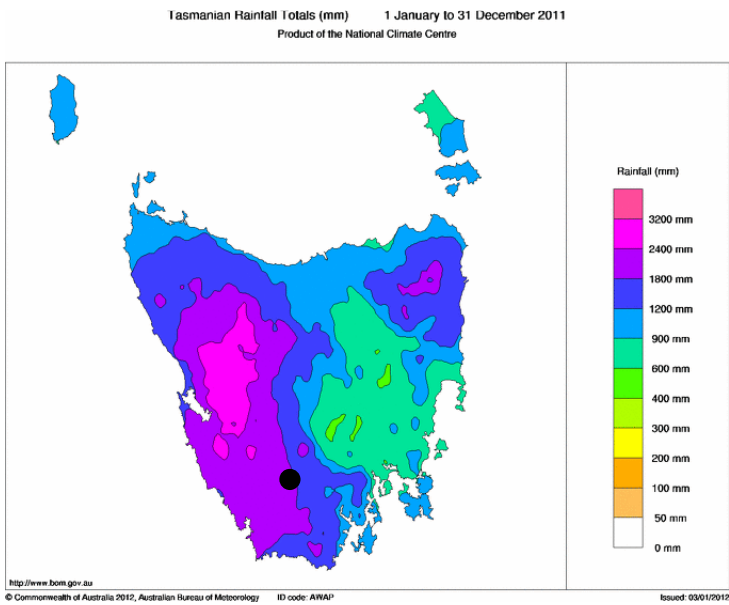 Tasmanian Rainfall Totals (mm) 1 January to 31 December 2011
Product of the National Climate Centre
Rainfall (mm)
3200 mm
2400 mm
1800 mm
1200 mm
900 mm
600 mm
400 mm
300 mm
200 mm
100 mm
50 mm
0 mm
http://www.bom.gov.au
© Commonwealth of Australia 2012, Australian Bureau of Meteorology ID code: AWAP Issued: 03/01/2012